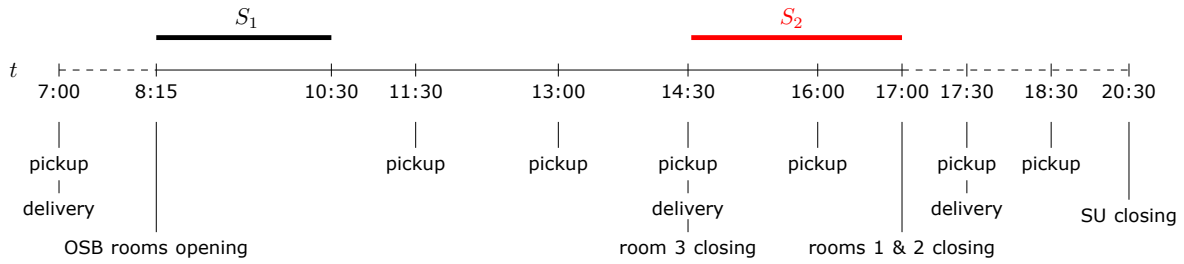 S1 S2
t
7:00 8:15 10:30 11:30 13:00 14:30 16:00 17:00 17:30 18:30 20:30
pickup pickup pickup pickup pickup pickup pickup
delivery delivery delivery SU closing
OSB rooms opening room 3 closing rooms 1 & 2 closing